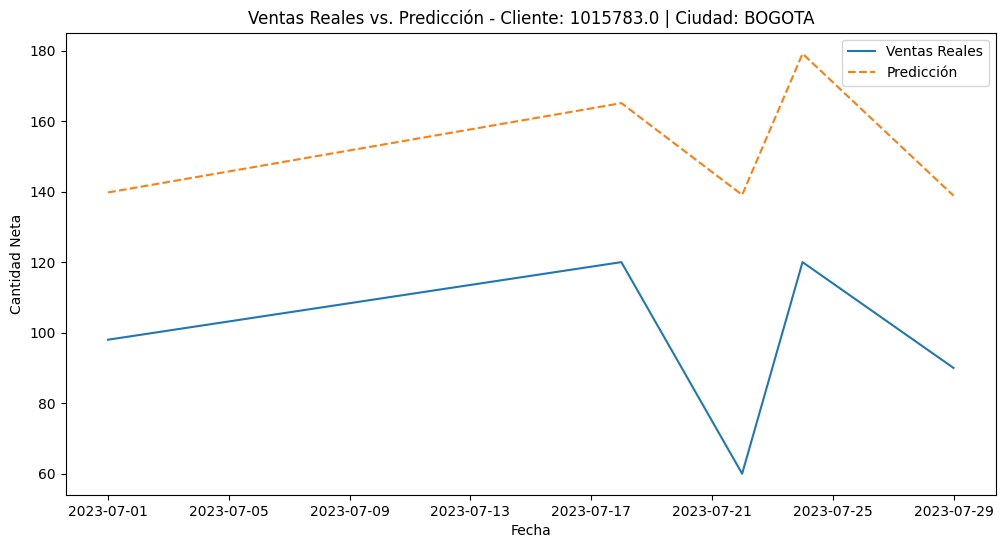 Ventas Reales vs. Predicción - Cliente: 1015783.0 | Ciudad: BOGOTA
Ventas Reales
Predicción
Cantidad Neta
180
160
140
120
100
80
60
2023-07-01 2023-07-05 2023-07-09 2023-07-13 2023-07-17 2023-07-21 2023-07-25 2023-07-29
Fecha